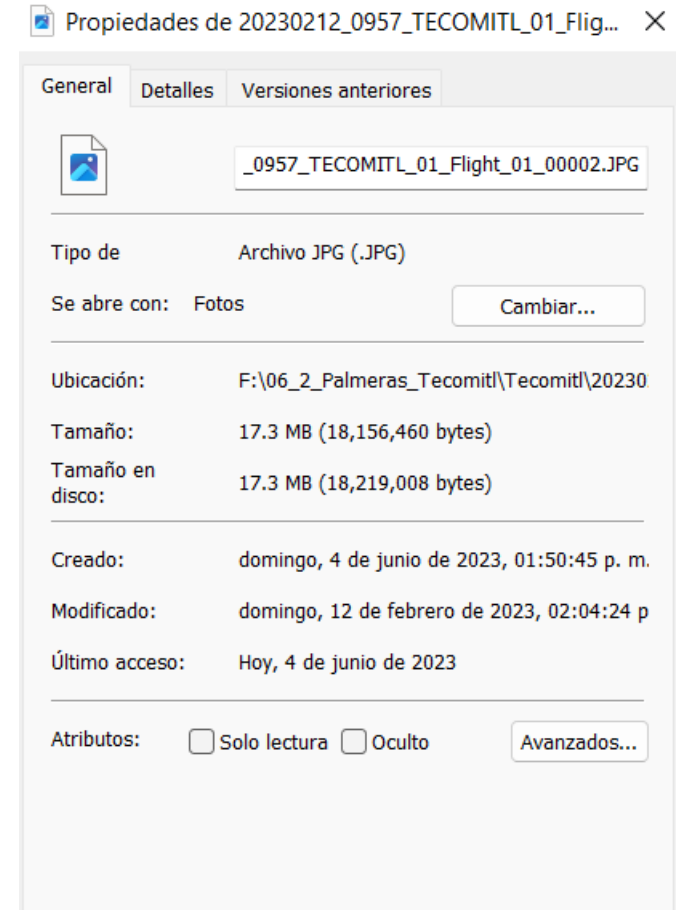 Propiedades de 20230212_0957_TECOMITL_01_Flig...
General Detalles Versiones anteriores
_0957_TECOMITL_01_Flight_01_00002.JPG
Tipo de Archivo JPG (.JPG)
Se abre con: Fotos Cambiar...
Ubicación: F:\06_2_Palmeras_Tecomitl\Tecomitl\20230
Tamaño: 17.3 MB (18,156,460 bytes)
Tamaño en
disco: 17.3 MB (18,219,008 bytes)
Creado: domingo, 4 de junio de 2023, 01:50:45 p. m.
Modificado: domingo, 12 de febrero de 2023, 02:04:24 p
Último acceso: Hoy, 4 de junio de 2023
Atributos: Solo lectura Oculto Avanzados...